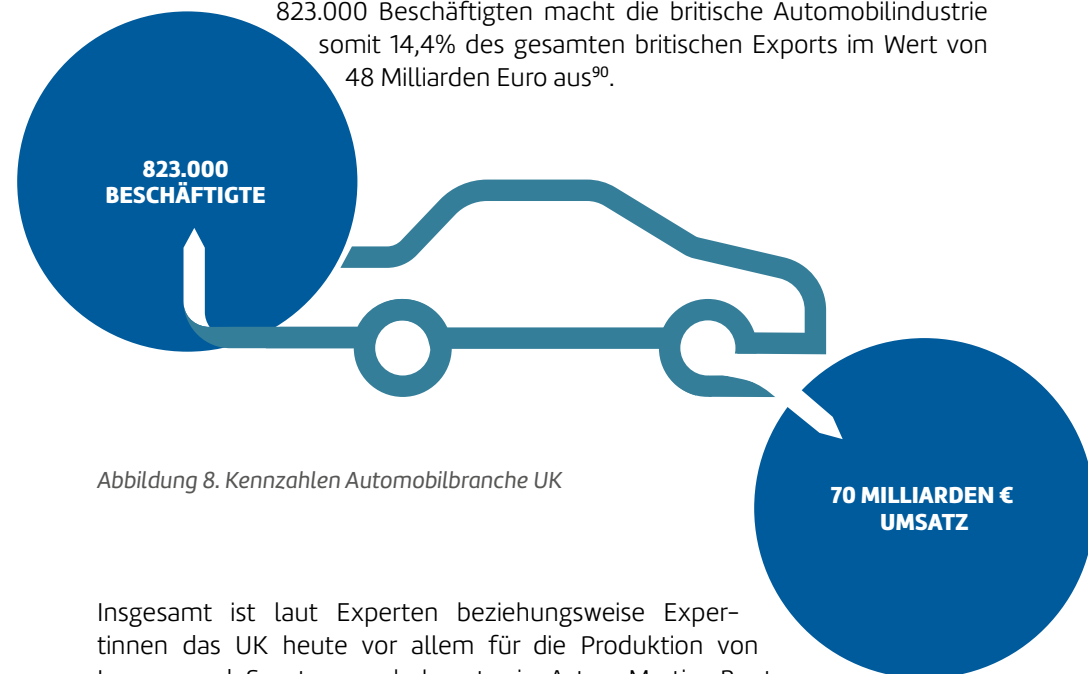 823.000 Beschäftigten macht die britische Automobilindustrie
somit 14,4% des gesamten britischen Exports im Wert von
48 Milliarden Euro aus⁹⁰.
823.000
BESCHÄFTIGTE
Abbildung 8. Kennzahlen Automobilbranche UK
70 MILLIARDEN €
UMSATZ
Insgesamt ist laut Experten beziehungsweise Exper-
tinnen das UK heute vor allem für die Produktion von